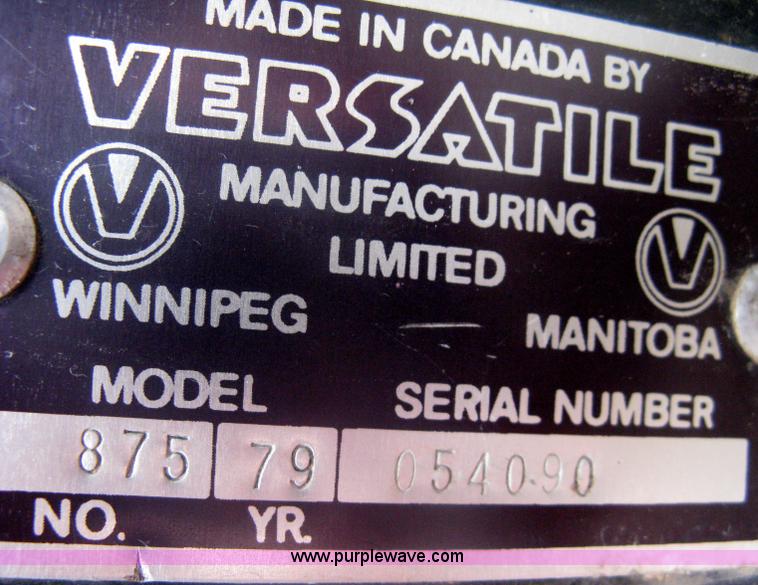 MADE IN CANADA BY
VERSATILE
MANUFACTURING
LIMITED
WINNIPEG MANITOBA
MODEL SERIAL NUMBER
875 79 054090
NO. YR.
www.purplewave.com